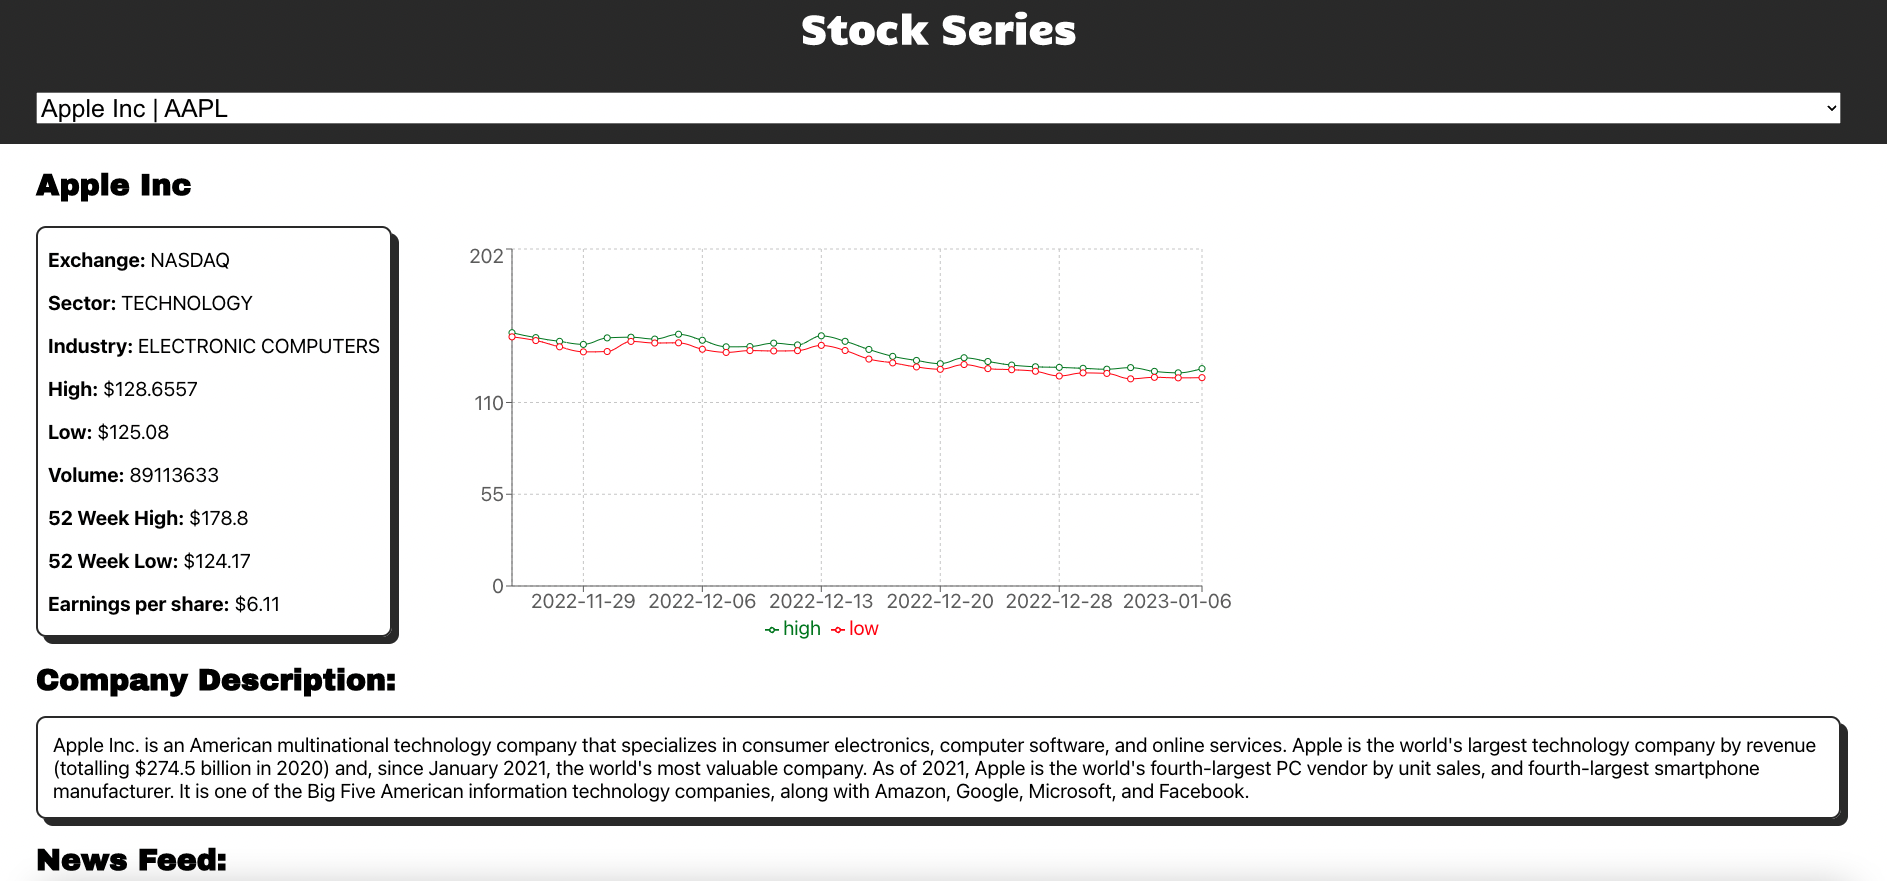 Stock Series
Apple Inc | AAPL
Apple Inc
Exchange: NASDAQ
Sector: TECHNOLOGY
Industry: ELECTRONIC COMPUTERS
High: $128.6557
Low: $125.08
Volume: 89113633
52 Week High: $178.8
52 Week Low: $124.17
Earnings per share: $6.11
202
110
55
0
2022-11-29 2022-12-06 2022-12-13 2022-12-20 2022-12-28 2023-01-06
high low
Company Description:
Apple Inc. is an American multinational technology company that specializes in consumer electronics, computer software, and online services. Apple is the world's largest technology company by revenue
(totalling $274.5 billion in 2020) and, since January 2021, the world's most valuable company. As of 2021, Apple is the world's fourth-largest PC vendor by unit sales, and fourth-largest smartphone
manufacturer. It is one of the Big Five American information technology companies, along with Amazon, Google, Microsoft, and Facebook.
News Feed: